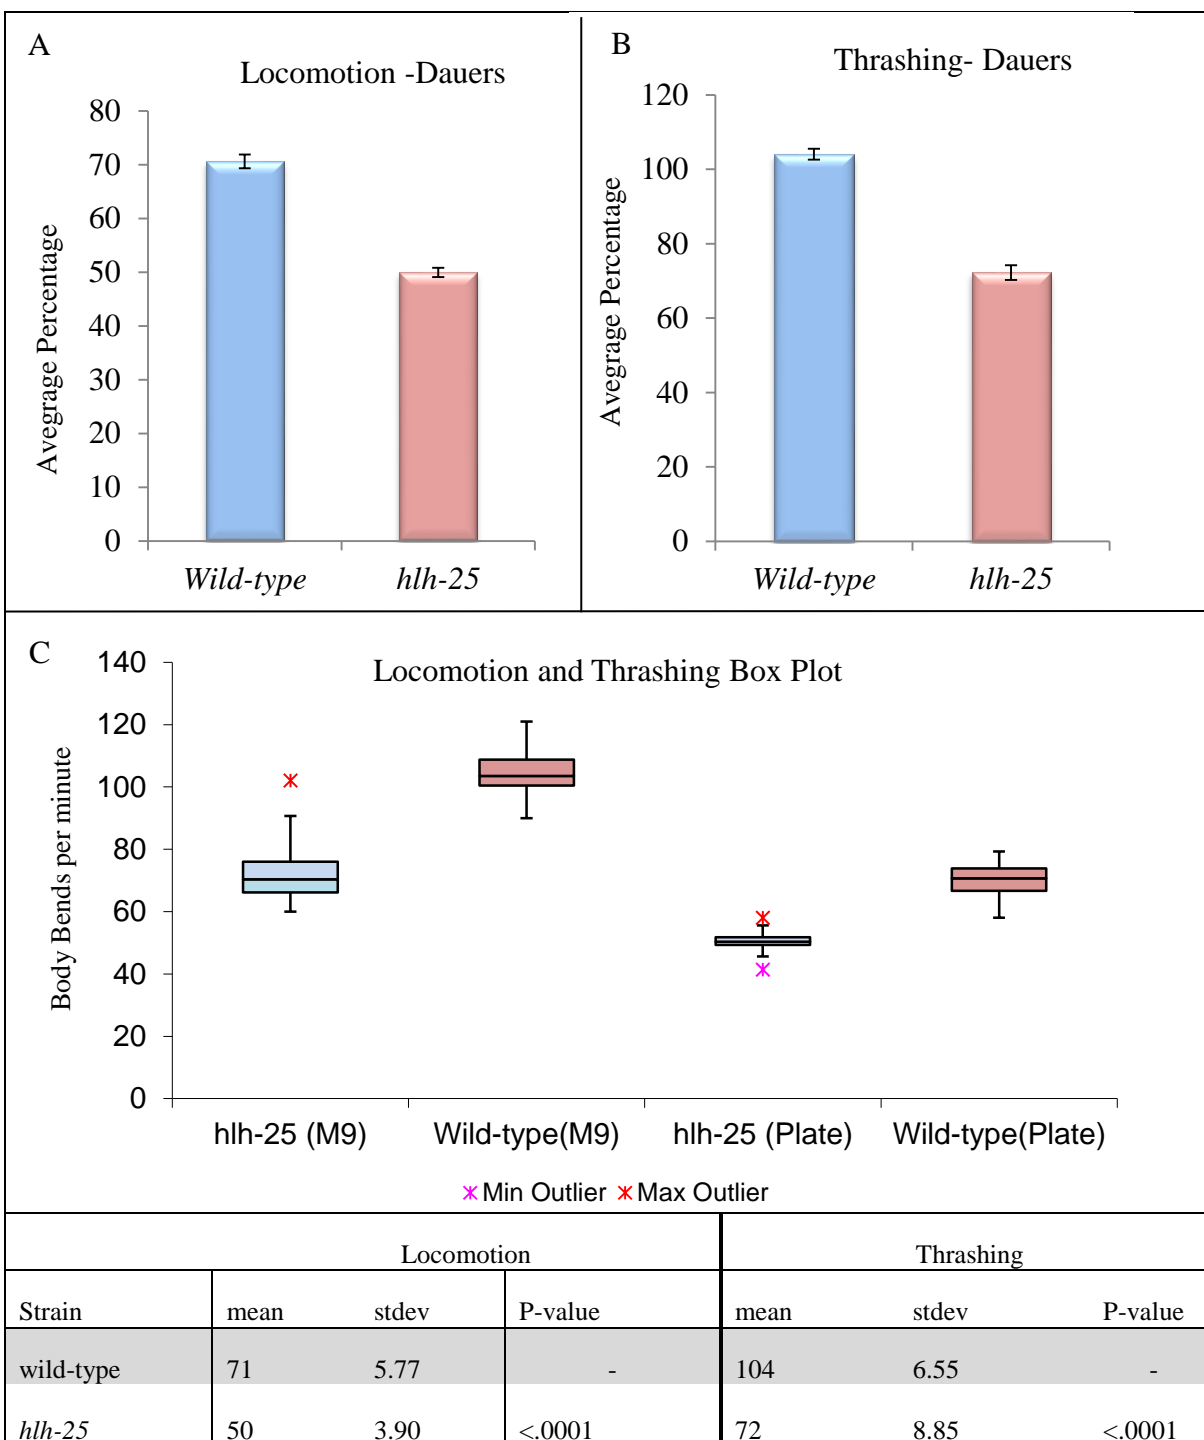 A
Locomotion -Dauers
80
70
60
50
40
30
20
10
0
Avegrage Percentage
Wild-type hlh-25
B
Thrashing- Dauers
120
100
80
60
40
20
0
Avegrage Percentage
Wild-type hlh-25
C
Locomotion and Thrashing Box Plot
140
120
100
80
60
40
20
0
Body Bends per minute
hlh-25 (M9) Wild-type(M9) hlh-25 (Plate) Wild-type(Plate)
Min Outlier Max Outlier
Locomotion Thrashing
Strain mean stdev P-value mean stdev P-value
wild-type 71 5.77 - 104 6.55 -
hlh-25 50 3.90 <.0001 72 8.85 <.0001